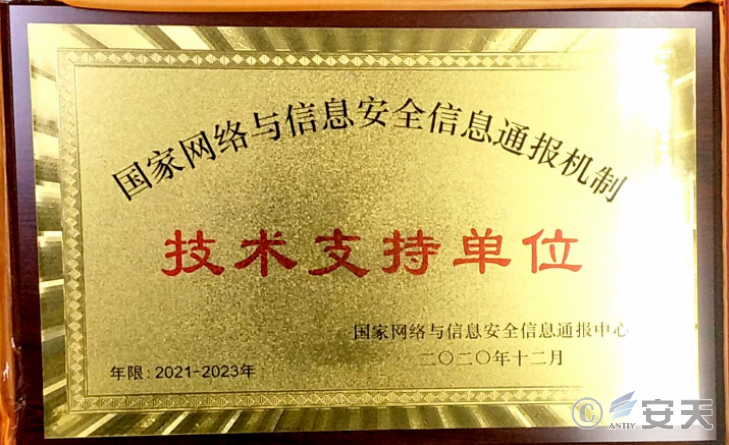 国家网络与信息安全信息通报机制
技术支持单位
国家网络与信息安全信息通报中心
二〇二〇年十二月
年限:2021-2023年
© ANTIY 安天